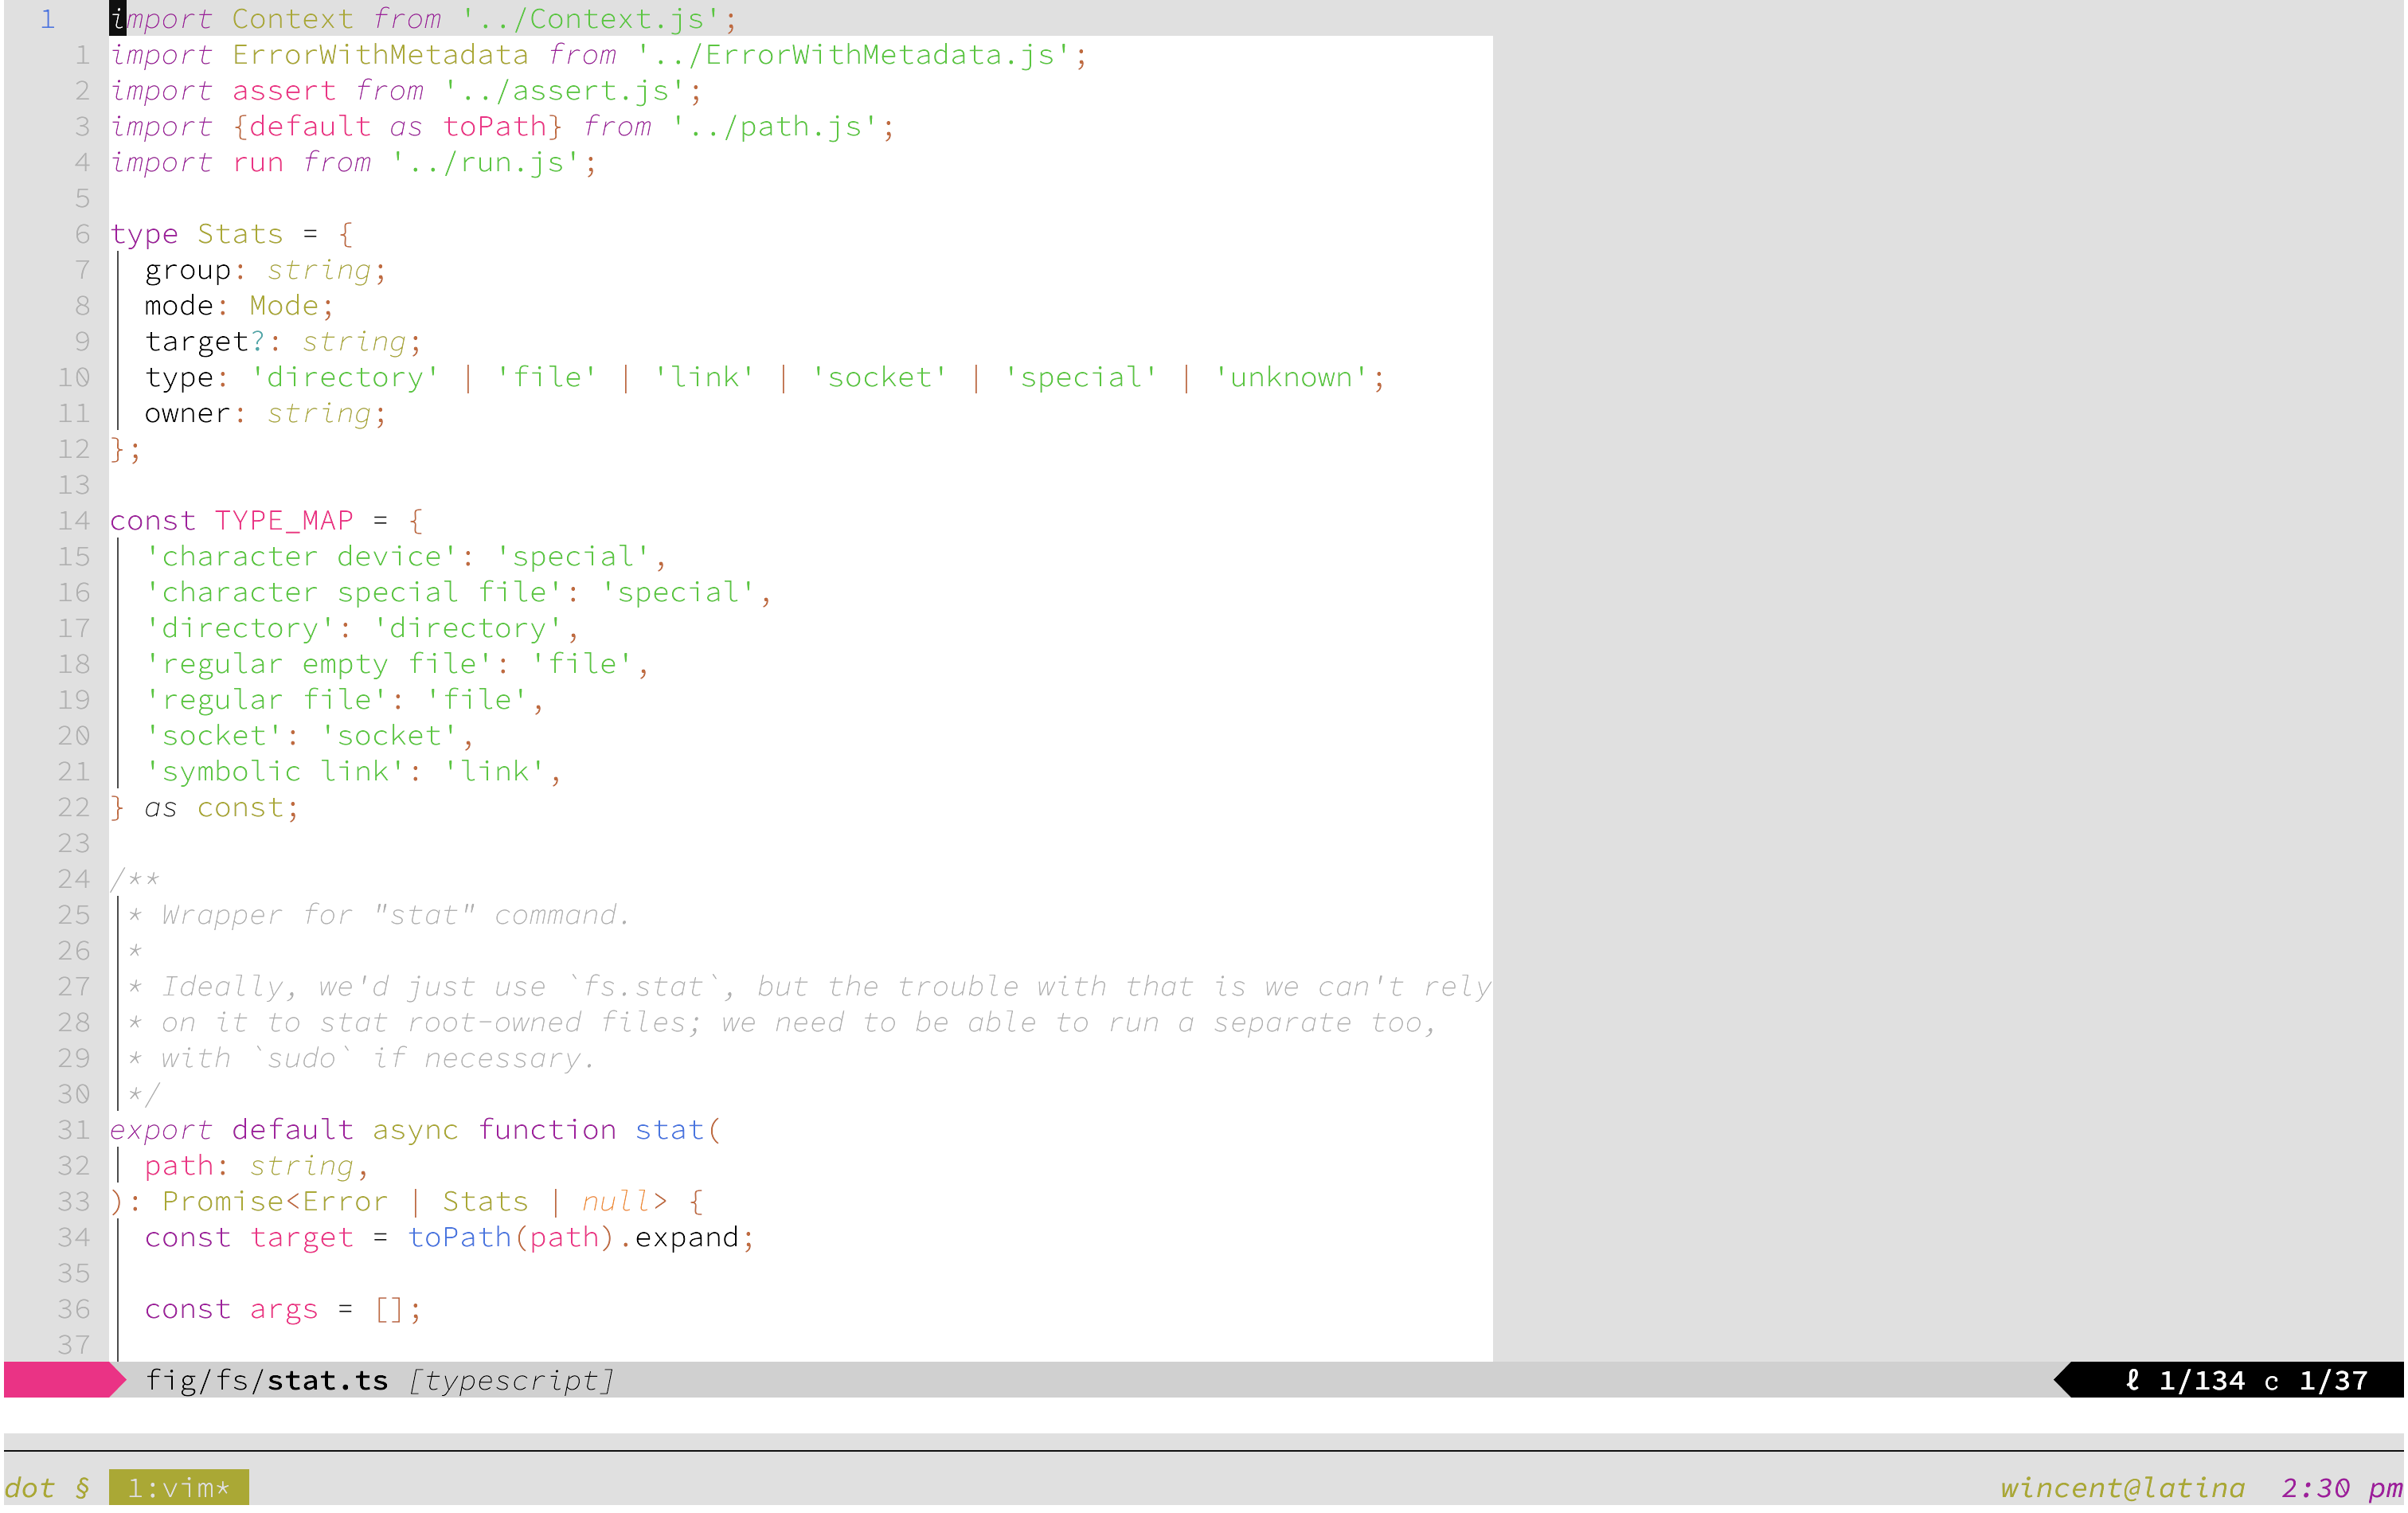 1 import Context from '../Context.js';
1 import ErrorWithMetadata from '../ErrorWithMetadata.js';
2 import assert from '../assert.js';
3 import {default as toPath} from '../path.js';
4 import run from '../run.js';
5
6 type Stats = {
7   group: string;
8   mode: Mode;
9   target?: string;
10   type: 'directory' | 'file' | 'link' | 'socket' | 'special' | 'unknown';
11   owner: string;
12 };
13
14 const TYPE_MAP = {
15   'character device': 'special',
16   'character special file': 'special',
17   'directory': 'directory',
18   'regular empty file': 'file',
19   'regular file': 'file',
20   'socket': 'socket',
21   'symbolic link': 'link',
22 } as const;
23
24 /**
25  * Wrapper for "stat" command.
26  *
27  * Ideally, we'd just use `fs.stat`, but the trouble with that is we can't rely
28  * on it to stat root-owned files; we need to be able to run a separate too,
29  * with `sudo` if necessary.
30  */
31 export default async function stat(
32   path: string,
33 ): Promise<Error | Stats | null> {
34   const target = toPath(path).expand;
35
36   const args = [];
37
fig/fs/stat.ts [typescript] ℓ 1/134 c 1/37
dot § 1:vim* wincent@latina 2:30 pm